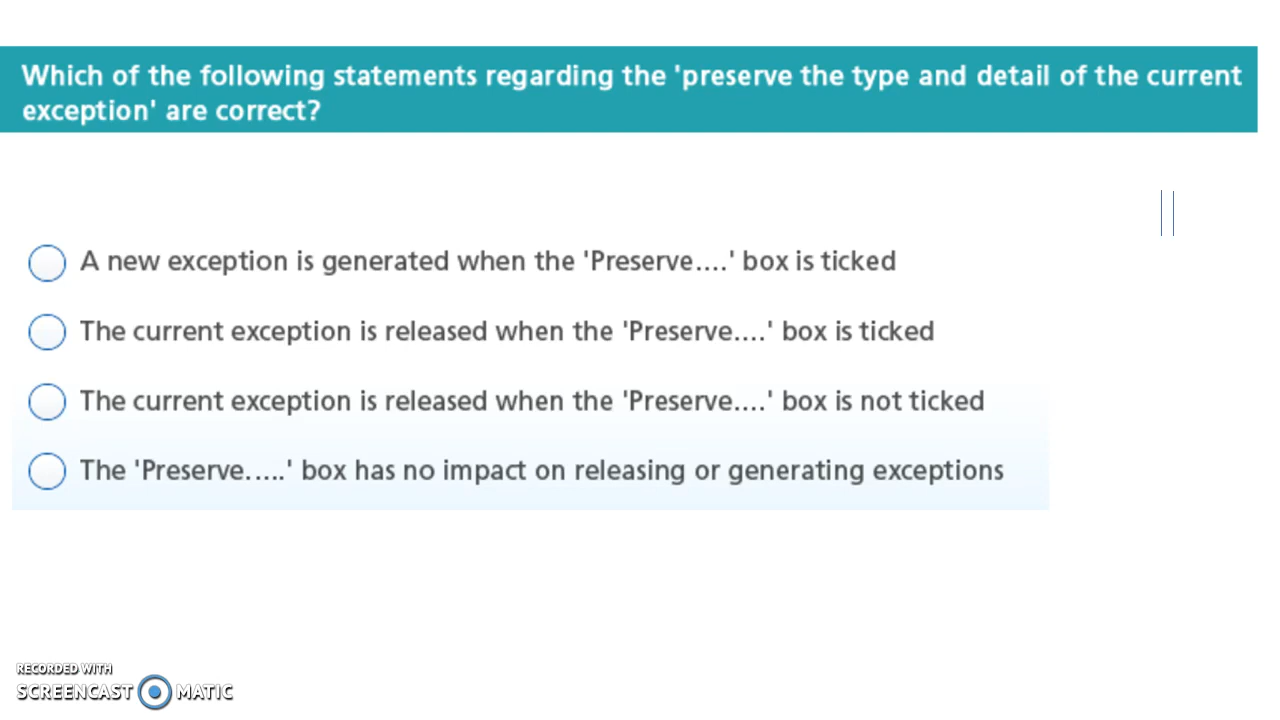 Which of the following statements regarding the 'preserve the type and detail of the current
exception' are correct?
A new exception is generated when the 'Preserve....' box is ticked
The current exception is released when the 'Preserve....' box is ticked
The current exception is released when the 'Preserve....' box is not ticked
The 'Preserve.....' box has no impact on releasing or generating exceptions
RECORDED WITH
SCREENCAST MATIC